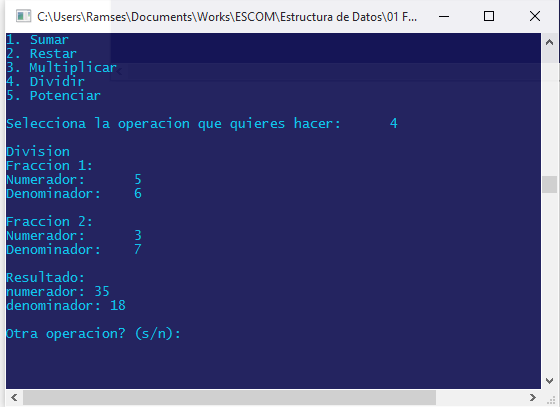 C:\Users\Ramses\Documents\Works\ESCOM\Estructura de Datos\01 F...
1. Sumar
2. Restar
3. Multiplicar
4. Dividir
5. Potenciar
Selecciona la operacion que quieres hacer: 4
Division
Fraccion 1:
Numerador: 5
Denominador: 6
Fraccion 2:
Numerador: 3
Denominador: 7
Resultado:
numerador: 35
denominador: 18
Otra operacion? (s/n):